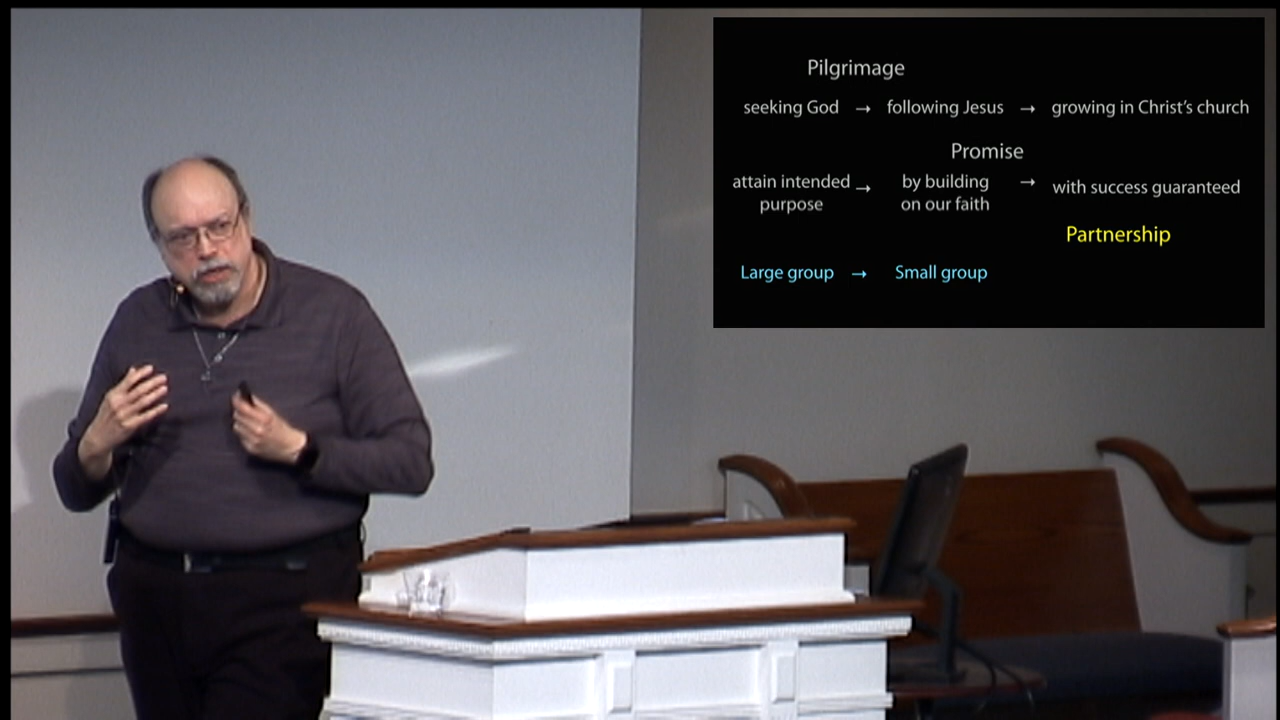 Pilgrimage
seeking God → following Jesus → growing in Christ's church
Promise
attain intended → by building → with success guaranteed
purpose on our faith
Partnership
Large group → Small group